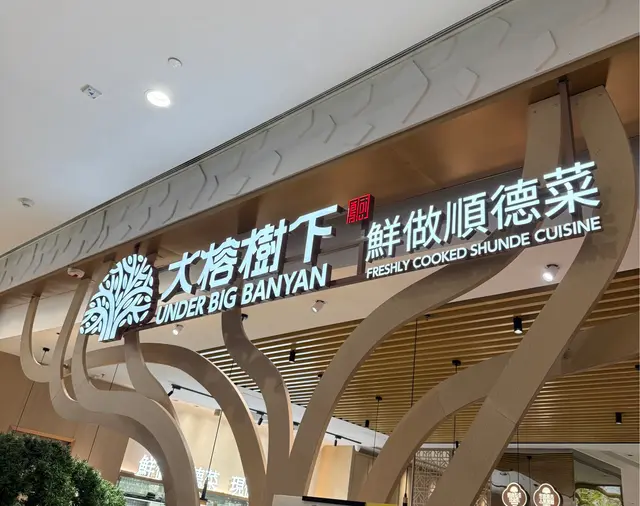 大榕樹下
UNDER BIG BANYAN
鮮做順德菜
FRESHLY COOKED SHUNDE CUISINE